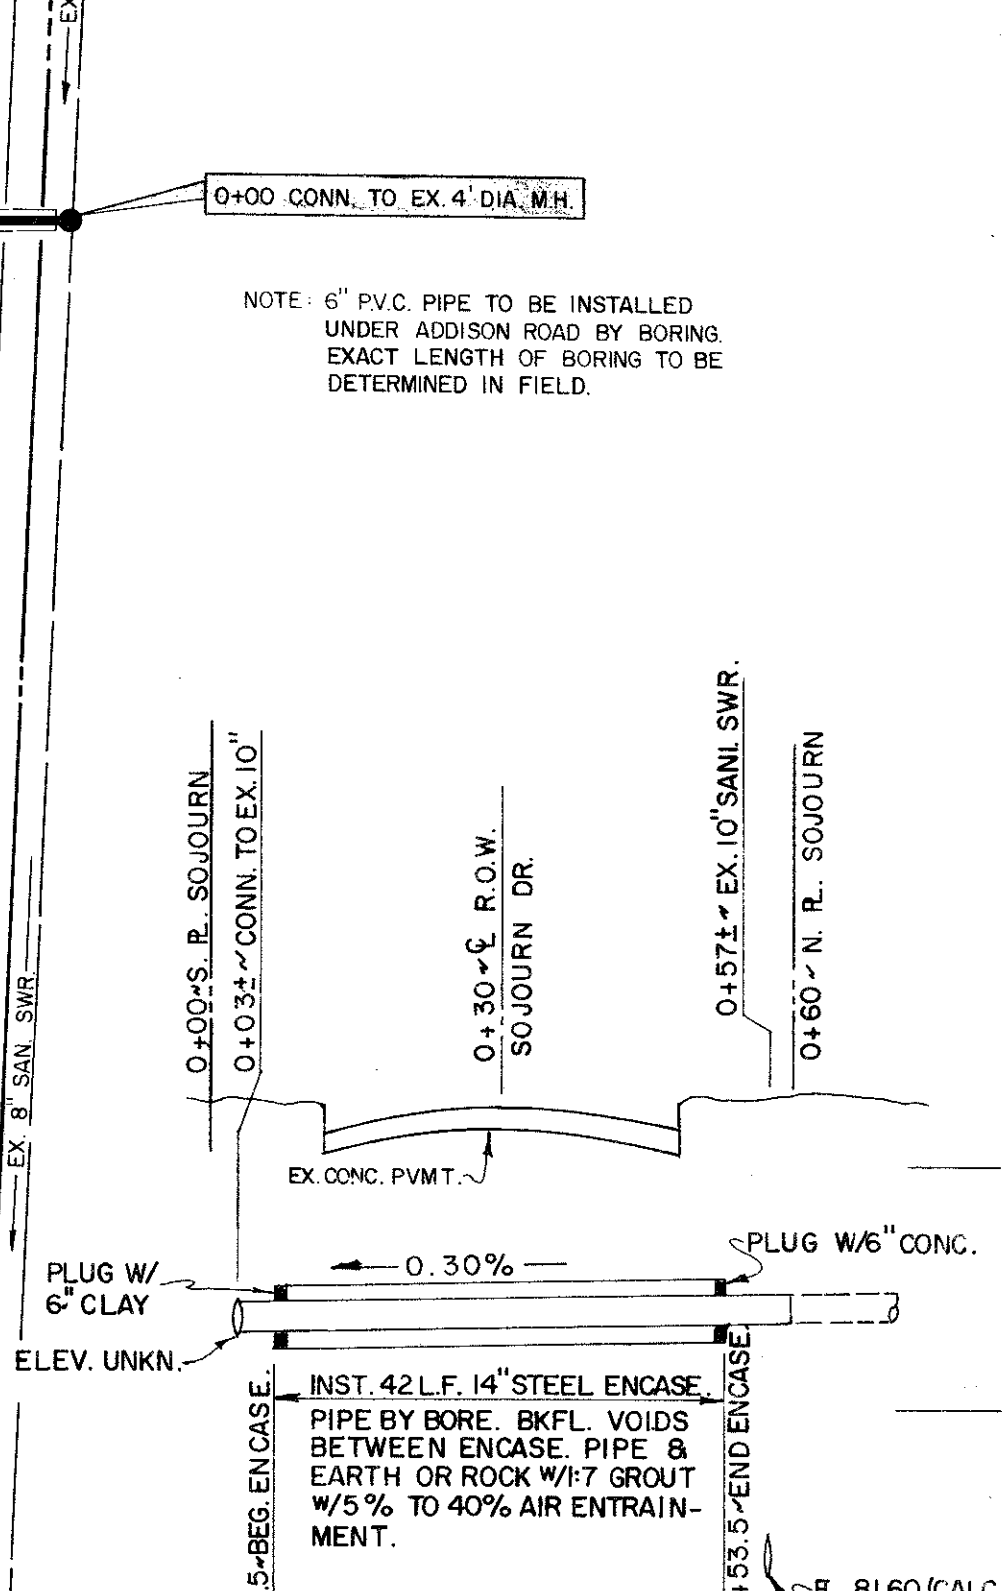 EX
0+00 CONN. TO EX. 4' DIA. M.H.
NOTE: 6" P.V.C. PIPE TO BE INSTALLED
UNDER ADDISON ROAD BY BORING.
EXACT LENGTH OF BORING TO BE
DETERMINED IN FIELD.
EX. 8" SAN. SWR.
0+00~S. PL. SOJOURN
0+03±~CONN. TO EX. 10"
0+30~CL R.O.W.
SOJOURN DR.
0+57±~EX. 10" SANI. SWR.
0+60~N. PL. SOJOURN
EX. CONC. PVMT.
0.30%
PLUG W/6" CONC.
PLUG W/
6" CLAY
ELEV. UNKN.
INST. 42 L.F. 14" STEEL ENCASE.
PIPE BY BORE. BKFL. VOIDS
BETWEEN ENCASE. PIPE &
EARTH OR ROCK W/1:7 GROUT
W/5% TO 40% AIR ENTRAIN-
MENT.
.5~BEG. ENCASE.
+53.5~END ENCASE.